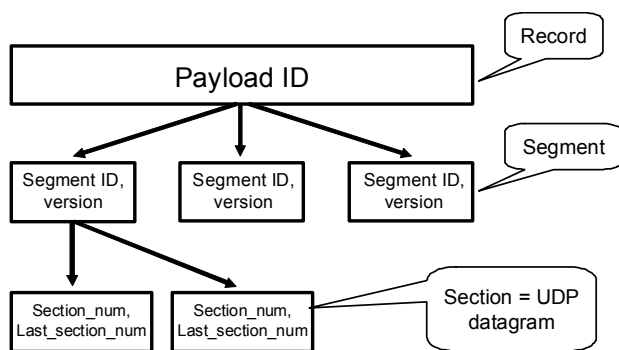 Record
Payload ID
Segment
Segment ID,
version
Segment ID,
version
Segment ID,
version
Section_num,
Last_section_num
Section_num,
Last_section_num
Section = UDP
datagram